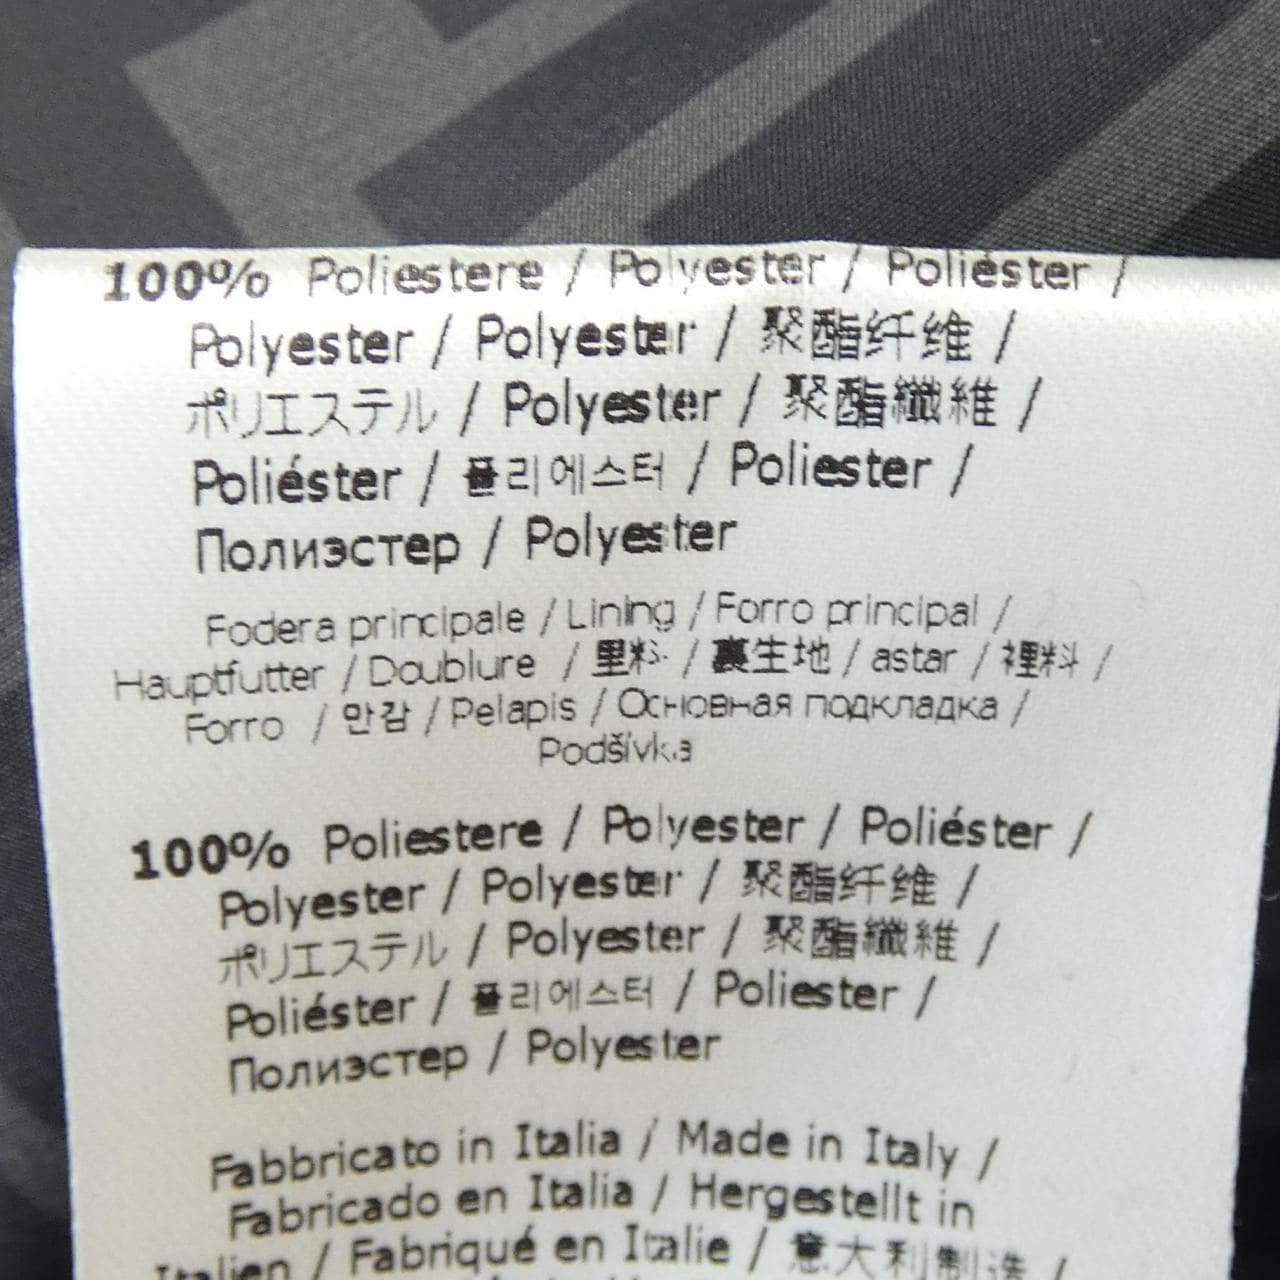 100% Poliestere / Polyester / Poliéster /
Polyester / Polyester / 聚酯纤维 /
ポリエステル / Polyester / 聚酯纖維 /
Poliéster / 폴리에스터 / Poliester /
Полиэстер / Polyester
Fodera principale / Lining / Forro principal /
Hauptfutter / Doublure / 里料 / 裏生地 / astar / 裡料 /
Forro / 안감 / Pelapis / Основная подкладка /
Podšívka
100% Poliestere / Polyester / Poliéster /
Polyester / Polyester / 聚酯纤维 /
ポリエステル / Polyester / 聚酯纖維 /
Poliéster / 폴리에스터 / Poliester /
Полиэстер / Polyester
Fabbricato in Italia / Made in Italy /
Fabricado en Italia / Hergestellt in
Italien / Fabriqué en Italie / 意大利制造 /